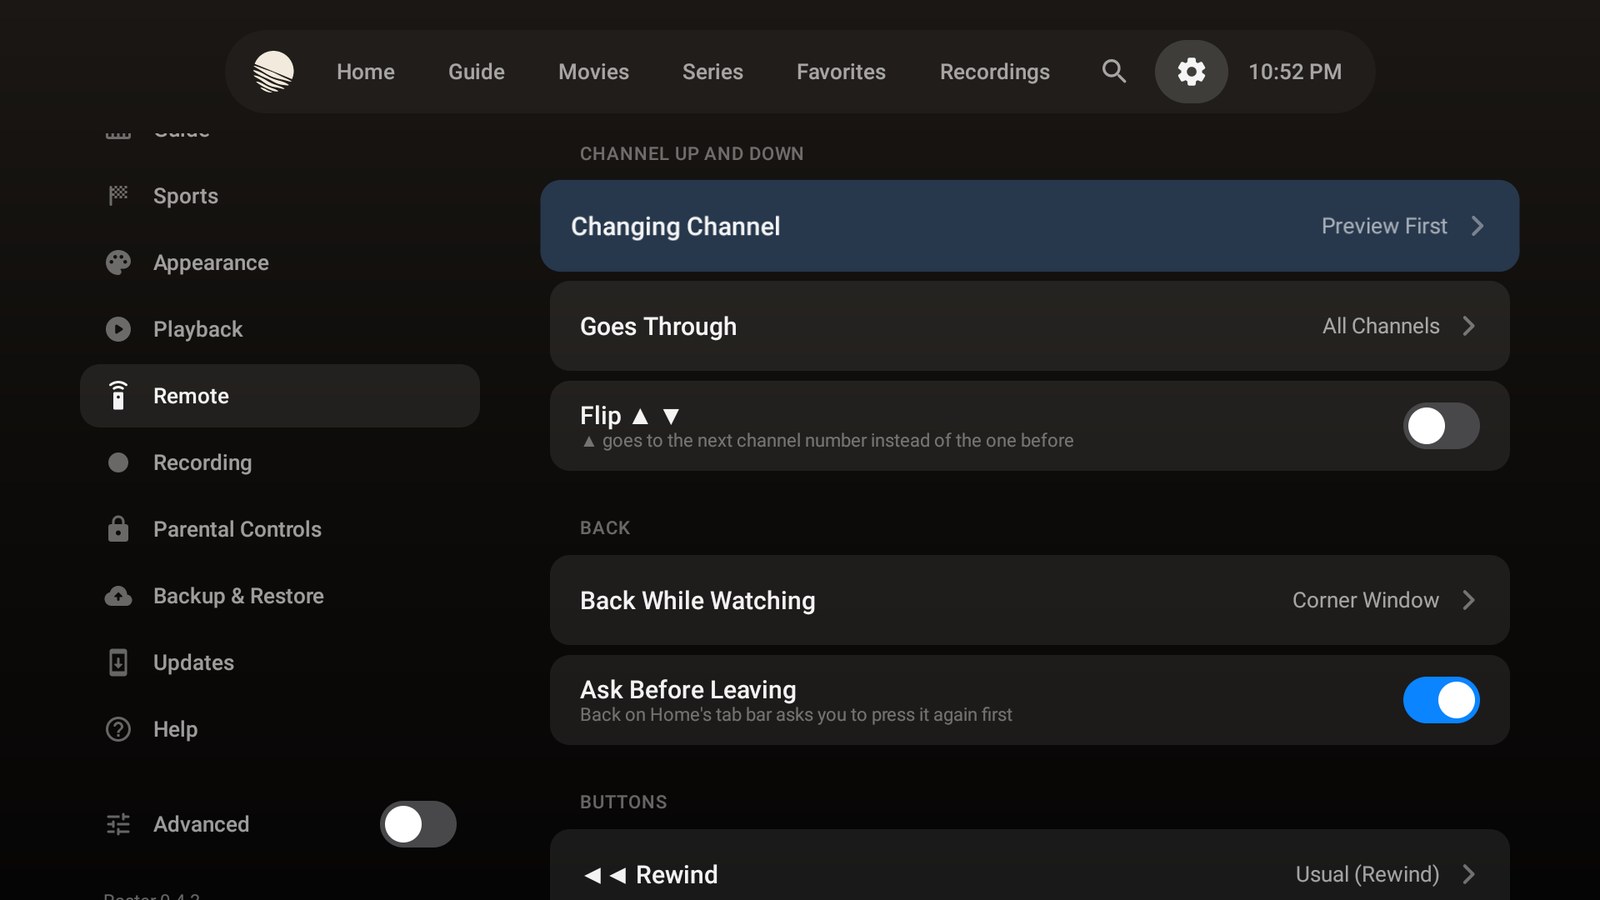 Home
Guide
Movies
Series
Favorites
Recordings
10:52 PM
Guide
Sports
Appearance
Playback
Remote
Recording
Parental Controls
Backup & Restore
Updates
Help
Advanced
CHANNEL UP AND DOWN
Changing Channel
Preview First
Goes Through
All Channels
Flip ▲ ▼
▲ goes to the next channel number instead of the one before
BACK
Back While Watching
Corner Window
Ask Before Leaving
Back on Home's tab bar asks you to press it again first
BUTTONS
◄◄ Rewind
Usual (Rewind)